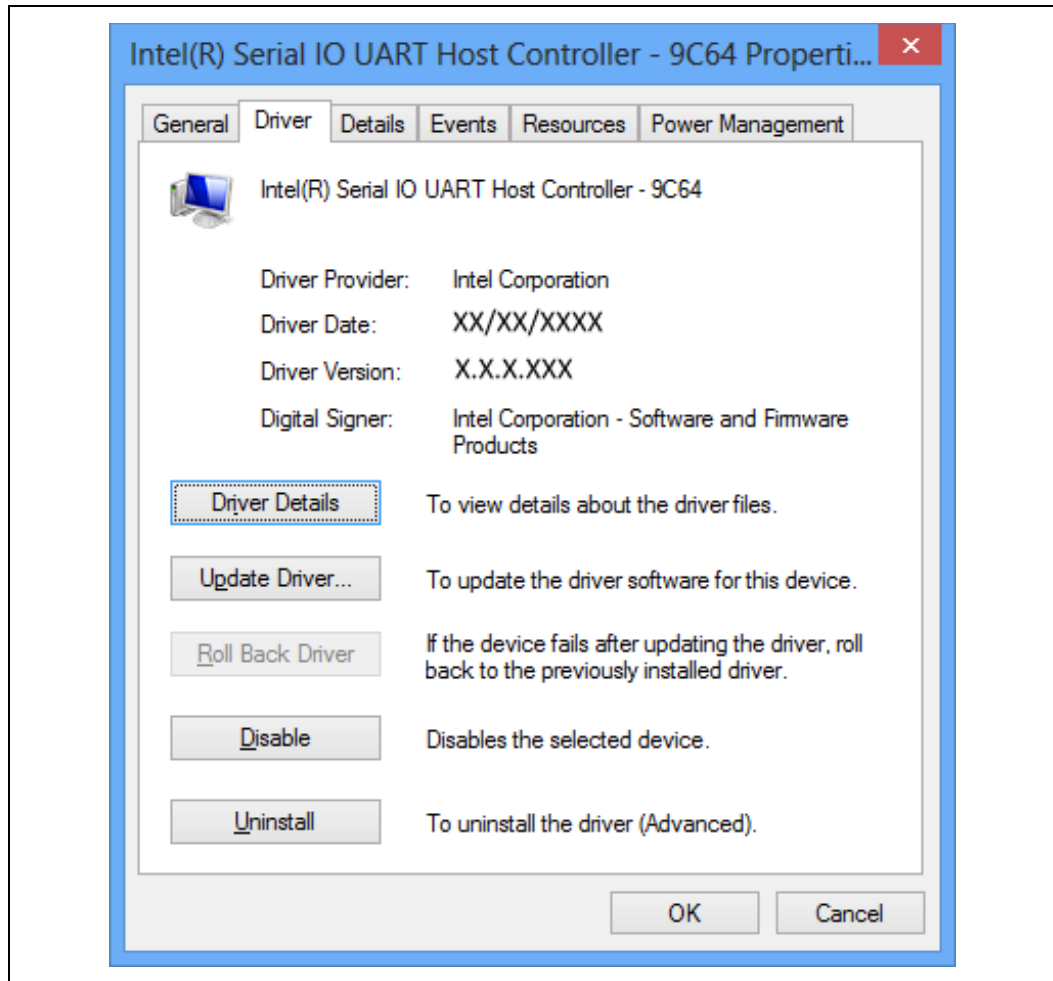 Intel(R) Serial IO UART Host Controller - 9C64 Properti...
General Driver Details Events Resources Power Management
Intel(R) Serial IO UART Host Controller - 9C64
Driver Provider: Intel Corporation
Driver Date: XX/XX/XXXX
Driver Version: X.X.X.XXX
Digital Signer: Intel Corporation - Software and Firmware
Products
Driver Details To view details about the driver files.
Update Driver... To update the driver software for this device.
Roll Back Driver If the device fails after updating the driver, roll
back to the previously installed driver.
Disable Disables the selected device.
Uninstall To uninstall the driver (Advanced).
OK Cancel